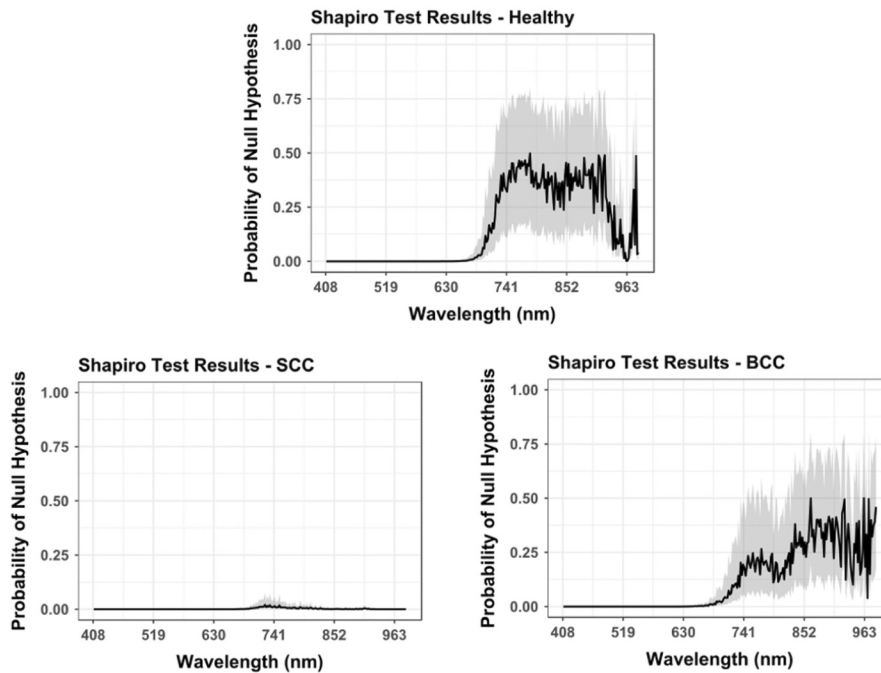 Shapiro Test Results - Healthy
Probability of Null Hypothesis
1.00
0.75
0.50
0.25
0.00
408 519 630 741 852 963
Wavelength (nm)
Shapiro Test Results - SCC
Probability of Null Hypothesis
1.00
0.75
0.50
0.25
0.00
408 519 630 741 852 963
Wavelength (nm)
Shapiro Test Results - BCC
Probability of Null Hypothesis
1.00
0.75
0.50
0.25
0.00
408 519 630 741 852 963
Wavelength (nm)